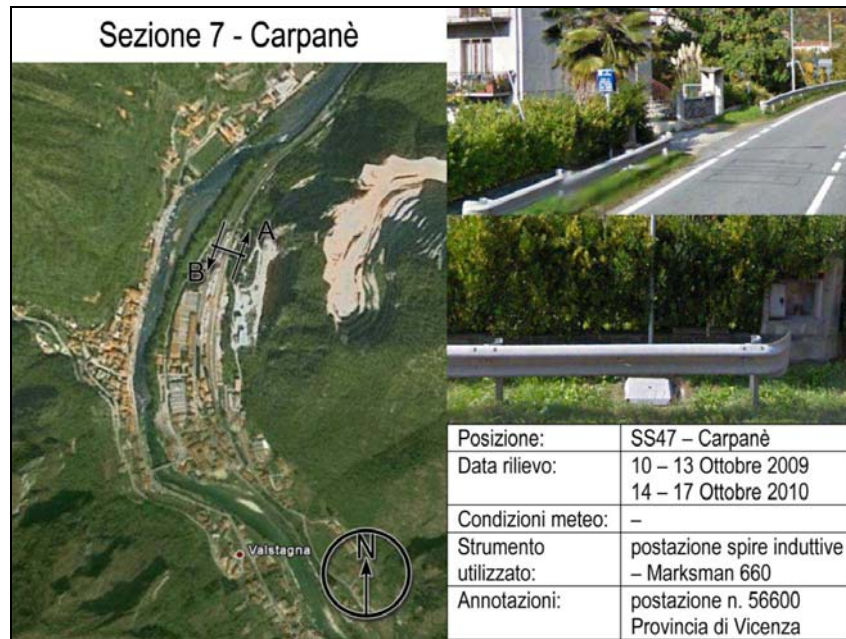 Sezione 7 - Carpanè
A
B
Valstagna
N
Posizione: SS47 – Carpanè
Data rilievo: 10 – 13 Ottobre 2009
14 – 17 Ottobre 2010
Condizioni meteo: –
Strumento postazione spire induttive
utilizzato: – Marksman 660
Annotazioni: postazione n. 56600
Provincia di Vicenza